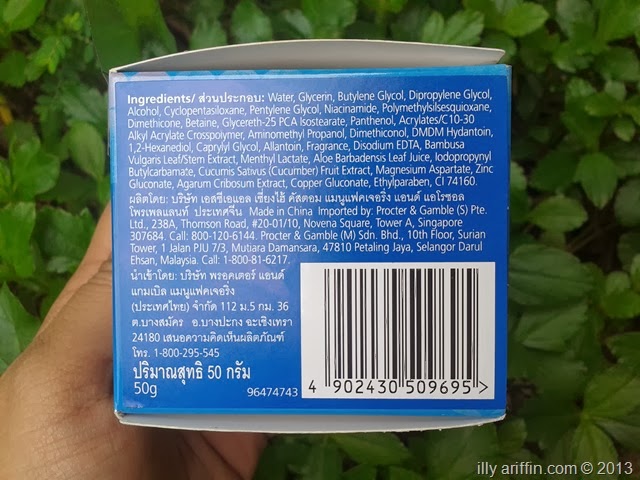 Ingredients/ ส่วนประกอบ: Water, Glycerin, Butylene Glycol, Dipropylene Glycol,
Alcohol, Cyclopentasiloxane, Pentylene Glycol, Niacinamide, Polymethylsilsesquioxane,
Dimethicone, Betaine, Glycereth-25 PCA Isostearate, Panthenol, Acrylates/C10-30
Alkyl Acrylate Crosspolymer, Aminomethyl Propanol, Dimethiconol, DMDM Hydantoin,
1,2-Hexanediol, Caprylyl Glycol, Allantoin, Fragrance, Disodium EDTA, Bambusa
Vulgaris Leaf/Stem Extract, Menthyl Lactate, Aloe Barbadensis Leaf Juice, Iodopropynyl
Butylcarbamate, Cucumis Sativus (Cucumber) Fruit Extract, Magnesium Aspartate, Zinc
Gluconate, Agarum Cribosum Extract, Copper Gluconate, Ethylparaben, CI 74160.
ผลิตโดย: บริษัท เอสซีเอแอล เซี่ยงไฮ้ คัสตอม แมนูแฟคเจอริ่ง แอนด์ แอโรซอล
โพรเพลแลนท์ ประเทศจีน Made in China Imported by: Procter & Gamble (S) Pte.
Ltd., 238A, Thomson Road, #20-01/10, Novena Square, Tower A, Singapore
307684. Call: 800-120-6144. Procter & Gamble (M) Sdn. Bhd., 10th Floor, Surian
Tower, 1 Jalan PJU 7/3, Mutiara Damansara, 47810 Petaling Jaya, Selangor Darul
Ehsan, Malaysia. Call: 1-800-81-6217.
นำเข้าโดย: บริษัท พรอคเตอร์ แอนด์
แกมเบิล แมนูแฟคเจอริ่ง
(ประเทศไทย) จำกัด 112 ม.5 กม. 36
ต.บางสมัคร อ.บางปะกง ฉะเชิงเทรา
24180 เสนอความคิดเห็นผลิตภัณฑ์
โทร. 1-800-295-545
ปริมาณสุทธิ 50 กรัม
50g
96474743
4 902430 509695 >
illy ariffin.com © 2013